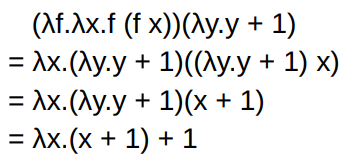 (λf.λx.f (f x))(λy.y + 1)
= λx.(λy.y + 1)((λy.y + 1) x)
= λx.(λy.y + 1)(x + 1)
= λx.(x + 1) + 1